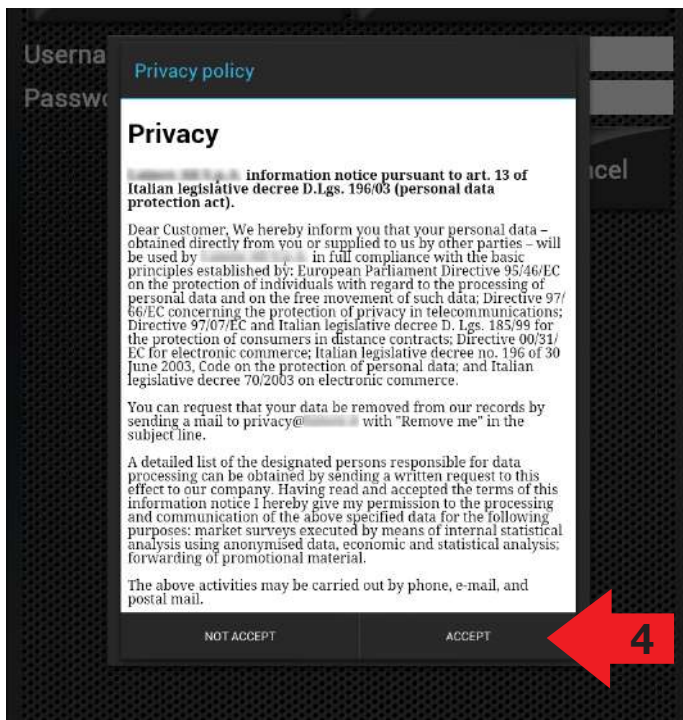 Userna
Passwo
ncel
Privacy policy
Privacy
information notice pursuant to art. 13 of
Italian legislative decree D.Lgs. 196/03 (personal data
protection act).
Dear Customer, We hereby inform you that your personal data –
obtained directly from you or supplied to us by other parties – will
be used by in full compliance with the basic
principles established by: European Parliament Directive 95/46/EC
on the protection of individuals with regard to the processing of
personal data and on the free movement of such data; Directive 97/
66/EC concerning the protection of privacy in telecommunications;
Directive 97/07/EC and Italian legislative decree D. Lgs. 185/99 for
the protection of consumers in distance contracts; Directive 00/31/
EC for electronic commerce; Italian legislative decree no. 196 of 30
June 2003, Code on the protection of personal data; and Italian
legislative decree 70/2003 on electronic commerce.
You can request that your data be removed from our records by
sending a mail to privacy@ with "Remove me" in the
subject line.
A detailed list of the designated persons responsible for data
processing can be obtained by sending a written request to this
effect to our company. Having read and accepted the terms of this
information notice I hereby give my permission to the processing
and communication of the above specified data for the following
purposes: market surveys executed by means of internal statistical
analysis using anonymised data, economic and statistical analysis;
forwarding of promotional material.
The above activities may be carried out by phone, e-mail, and
postal mail.
NOT ACCEPT
ACCEPT
4